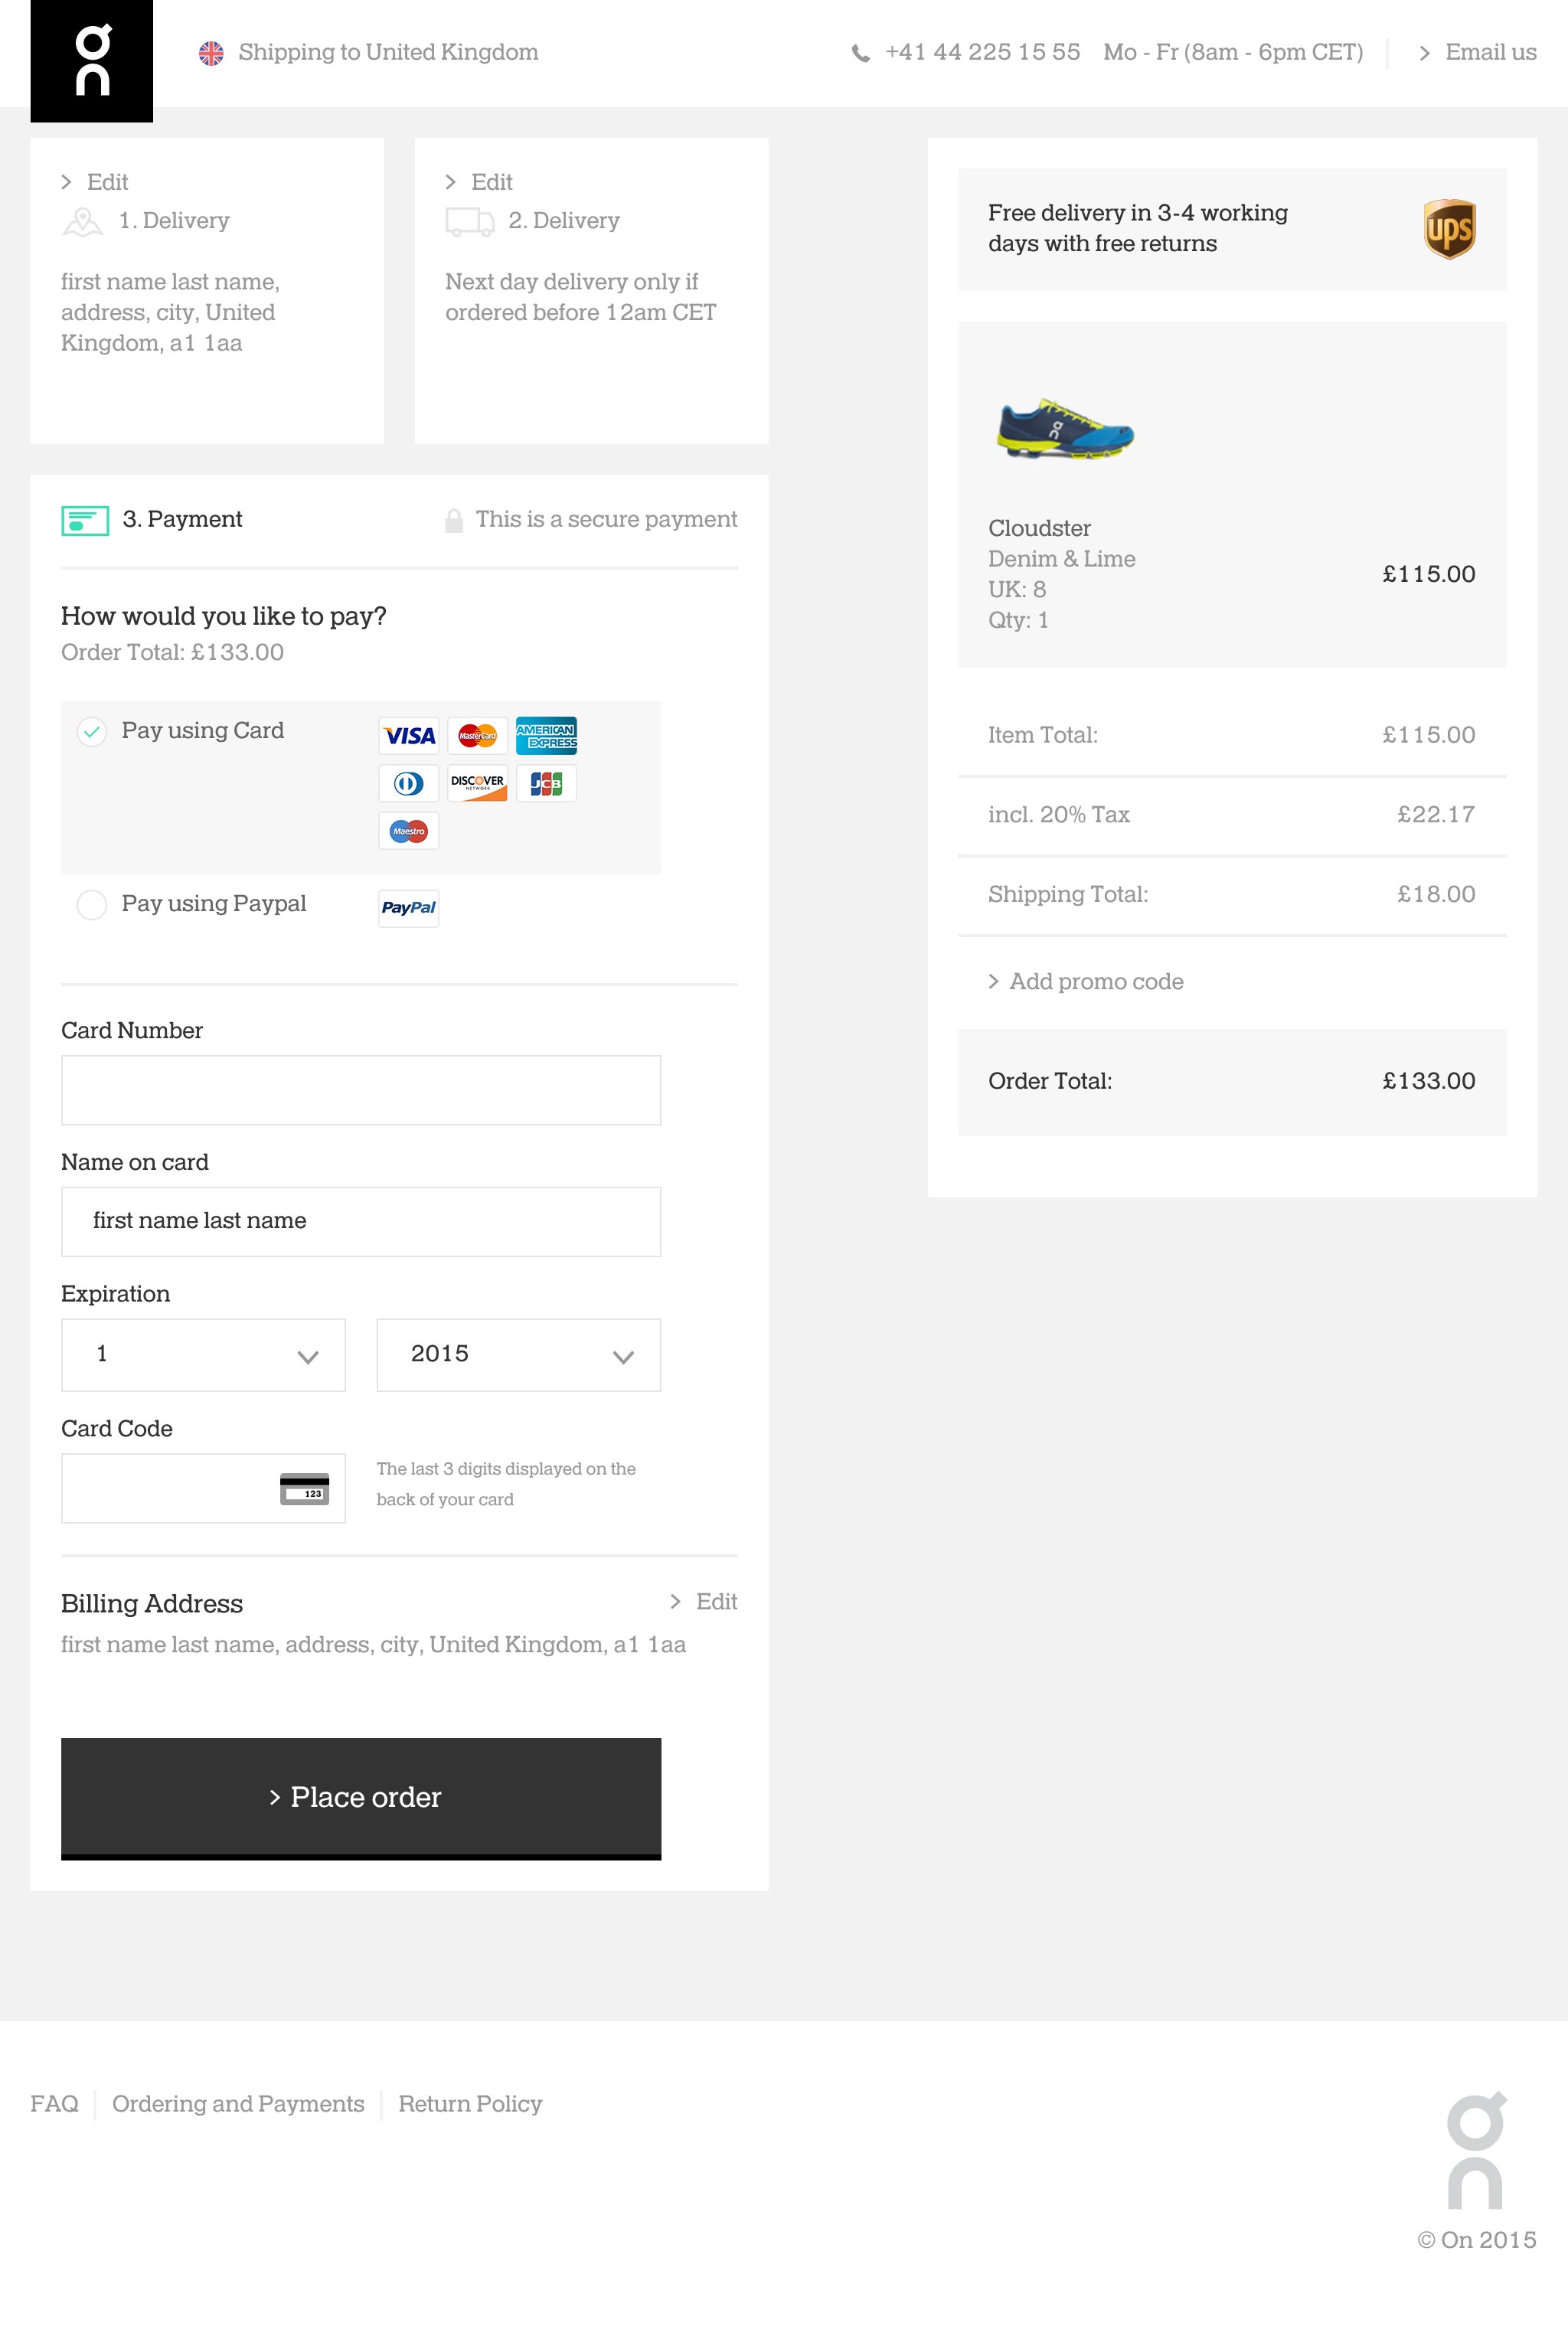 on
Shipping to United Kingdom
+41 44 225 15 55 Mo - Fr (8am - 6pm CET)
Email us
Edit
1. Delivery
first name last name,
address, city, United
Kingdom, a1 1aa
Edit
2. Delivery
Next day delivery only if
ordered before 12am CET
3. Payment
This is a secure payment
How would you like to pay?
Order Total: £133.00
Pay using Card
VISA
MasterCard
AMERICAN
EXPRESS
DISCOVER
NETWORK
JCB
Maestro
Pay using Paypal
PayPal
Card Number
Name on card
first name last name
Expiration
1
2015
Card Code
123
The last 3 digits displayed on the
back of your card
Billing Address
Edit
first name last name, address, city, United Kingdom, a1 1aa
Place order
Free delivery in 3-4 working
days with free returns
ups
on
Cloudster
Denim & Lime
UK: 8
Qty: 1
£115.00
Item Total: £115.00
incl. 20% Tax £22.17
Shipping Total: £18.00
Add promo code
Order Total: £133.00
FAQ
Ordering and Payments
Return Policy
on
© On 2015